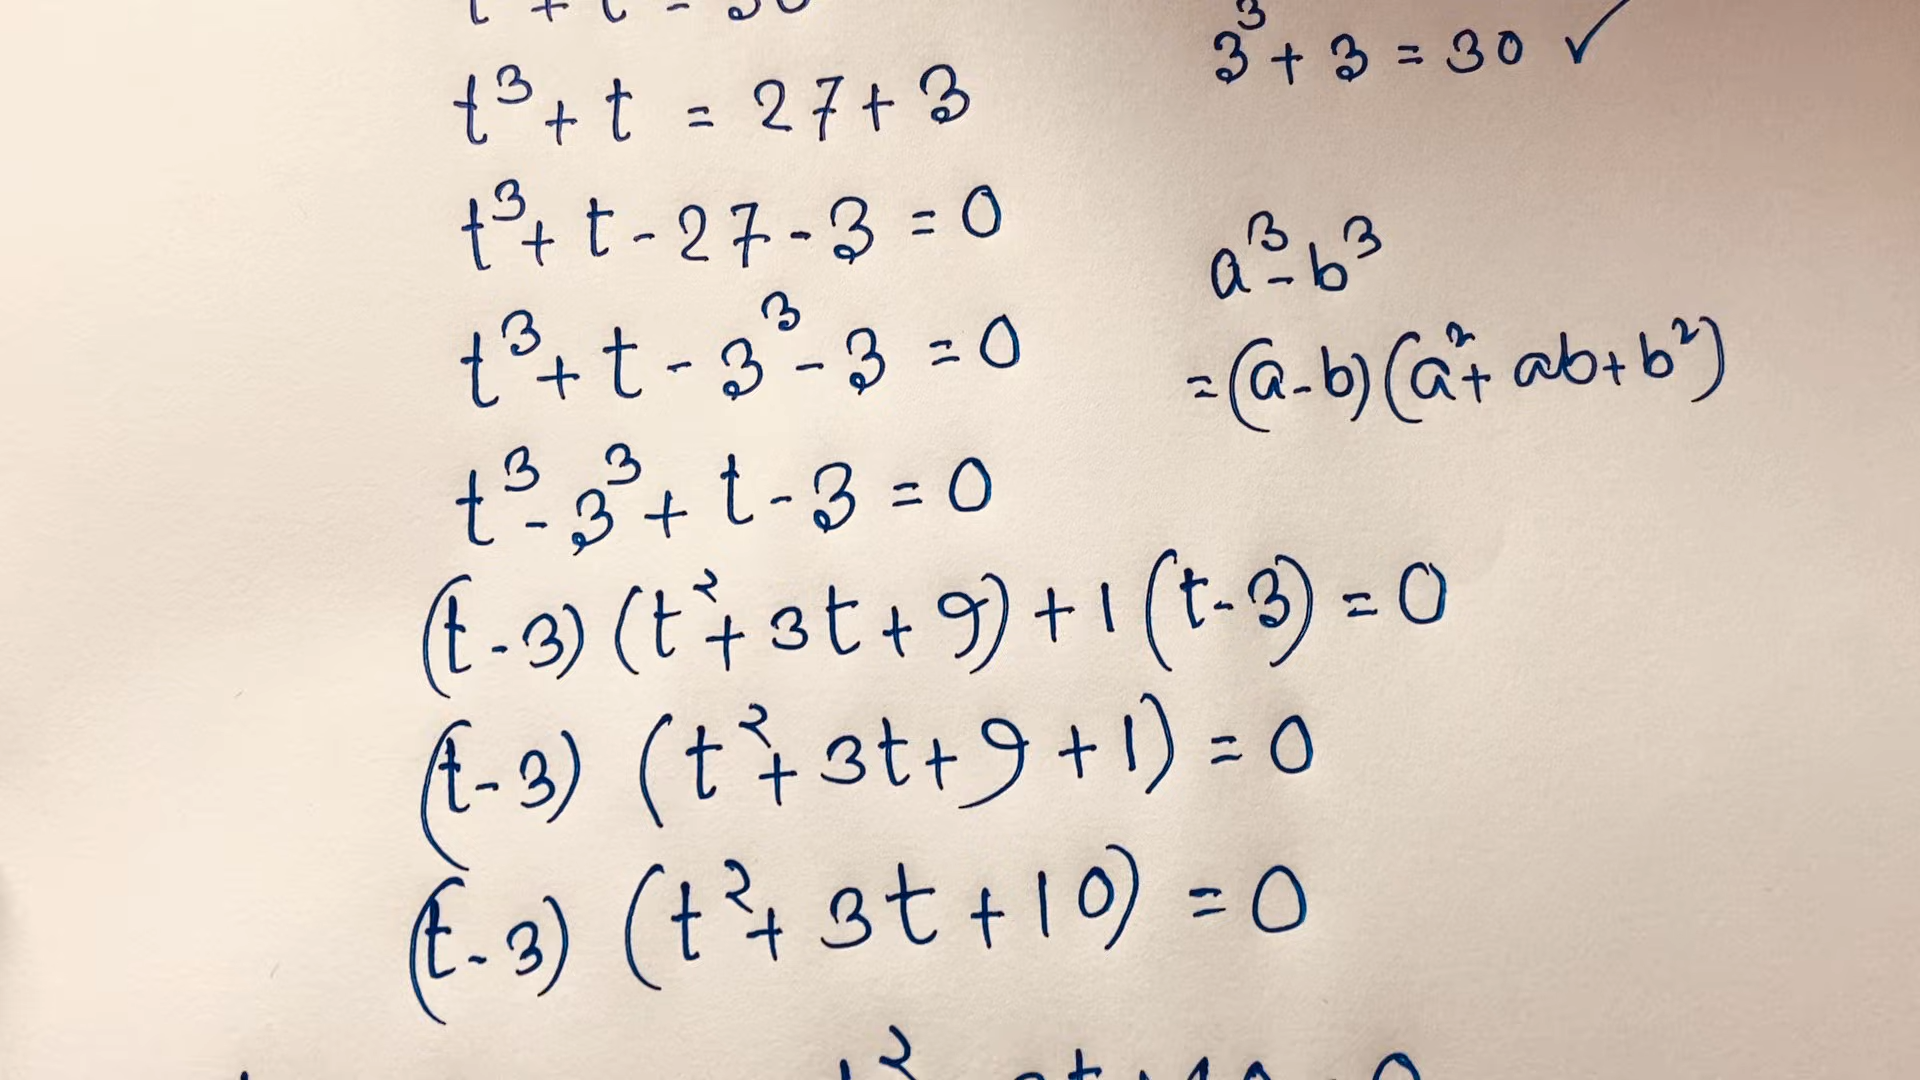 t³ + t = 30
t³ + t = 27 + 3
t³ + t - 27 - 3 = 0
t³ + t - 3³ - 3 = 0
t³ - 3³ + t - 3 = 0
(t-3) (t² + 3t + 9) + 1 (t-3) = 0
(t-3) (t² + 3t + 9 + 1) = 0
(t-3) (t² + 3t + 10) = 0
3³ + 3 = 30 ✓
a³ - b³
= (a-b) (a² + ab + b²)